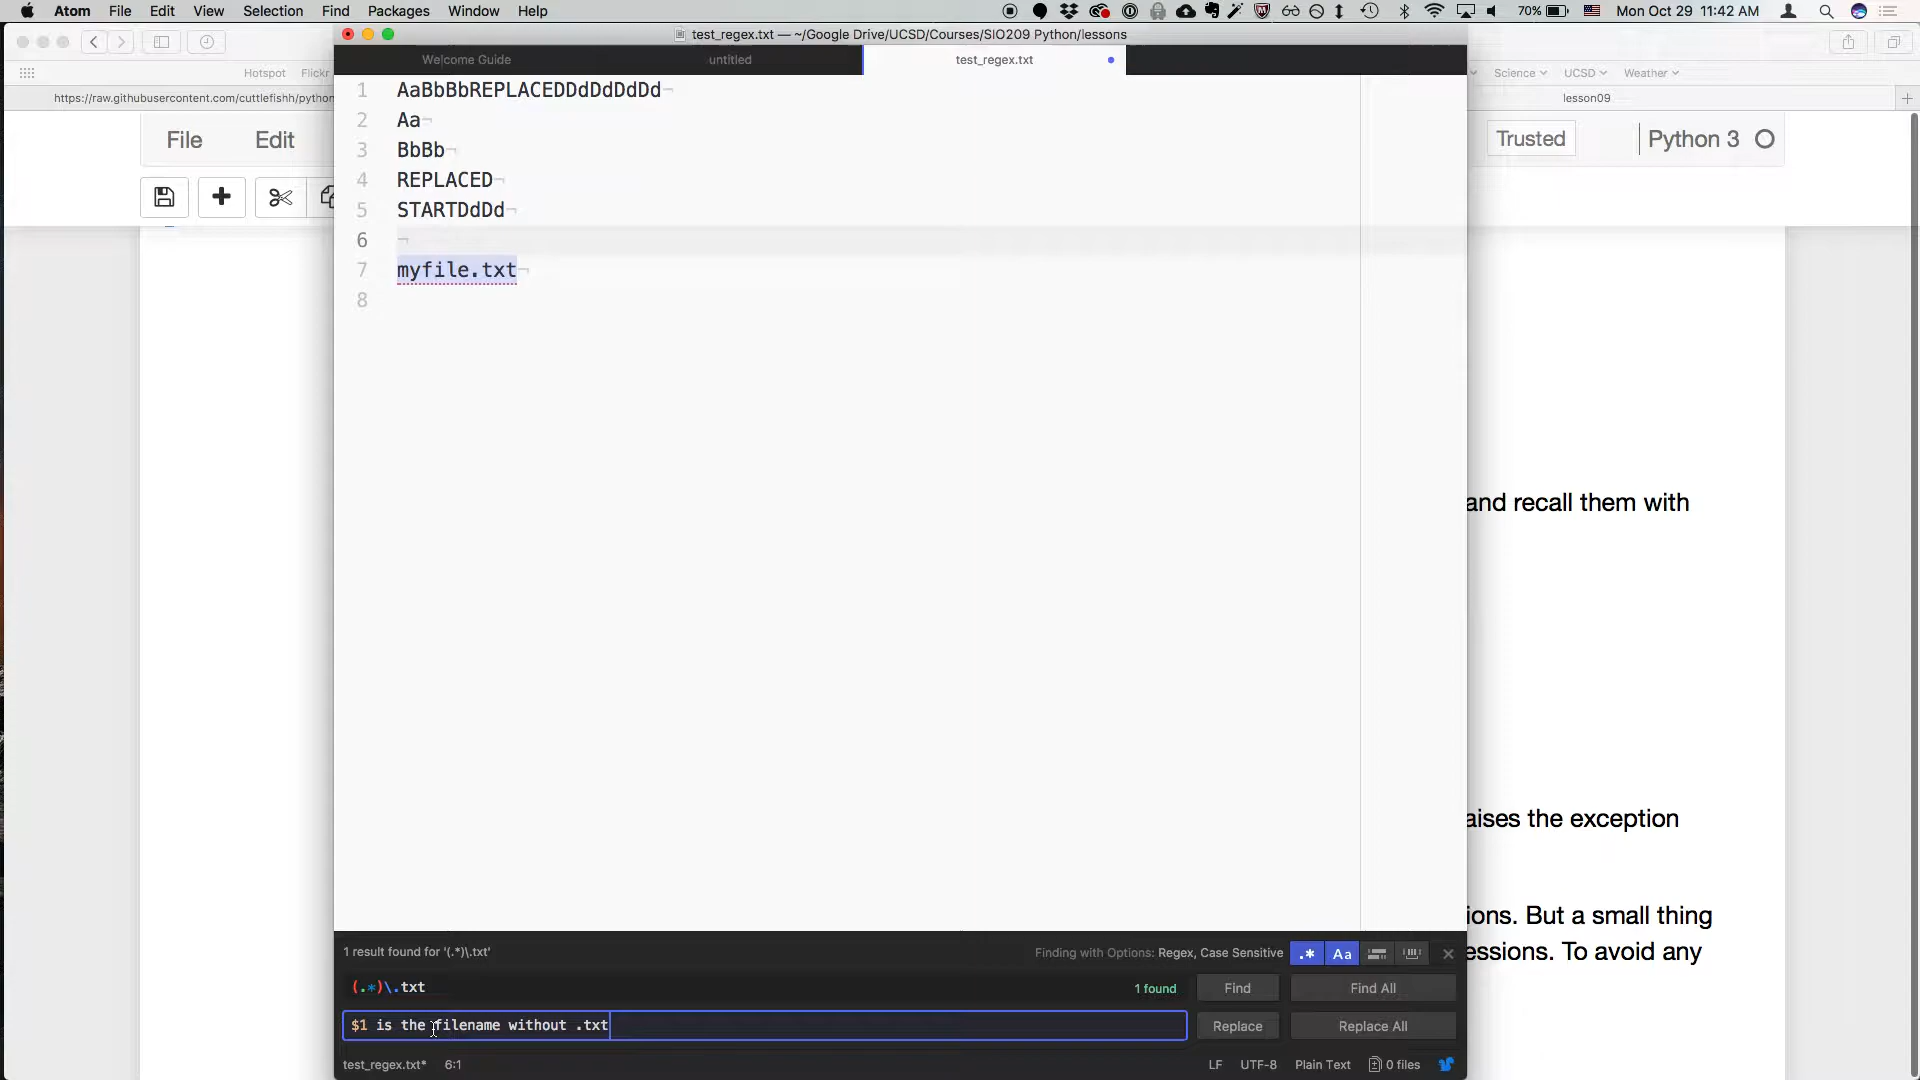 Atom File Edit View Selection Find Packages Window Help 70% Mon Oct 29 11:42 AM
test_regex.txt — ~/Google Drive/UCSD/Courses/SIO209 Python/lessons
Welcome Guide untitled test_regex.txt
Hotspot Flickr Science UCSD Weather
https://raw.githubusercontent.com/cuttlefishh/python lesson09
File Edit Trusted Python 3
1 AaBbBbREPLACEDDdDdDdDd¬
2 Aa¬
3 BbBb¬
4 REPLACED¬
5 STARTDdDd¬
6 ¬
7 myfile.txt¬
8
and recall them with
aises the exception
ions. But a small thing
essions. To avoid any
1 result found for '(.*)\.txt' Finding with Options: Regex, Case Sensitive .* Aa
(.*)\.txt 1 found Find Find All
$1 is the filename without .txt Replace Replace All
test_regex.txt* 6:1 LF UTF-8 Plain Text 0 files